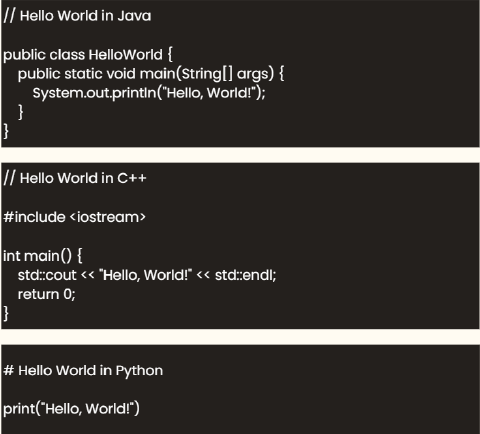 // Hello World in Java
public class HelloWorld {
    public static void main(String[] args) {
        System.out.println("Hello, World!");
    }
}
// Hello World in C++
#include <iostream>
int main() {
    std::cout << "Hello, World!" << std::endl;
    return 0;
}
# Hello World in Python
print("Hello, World!")